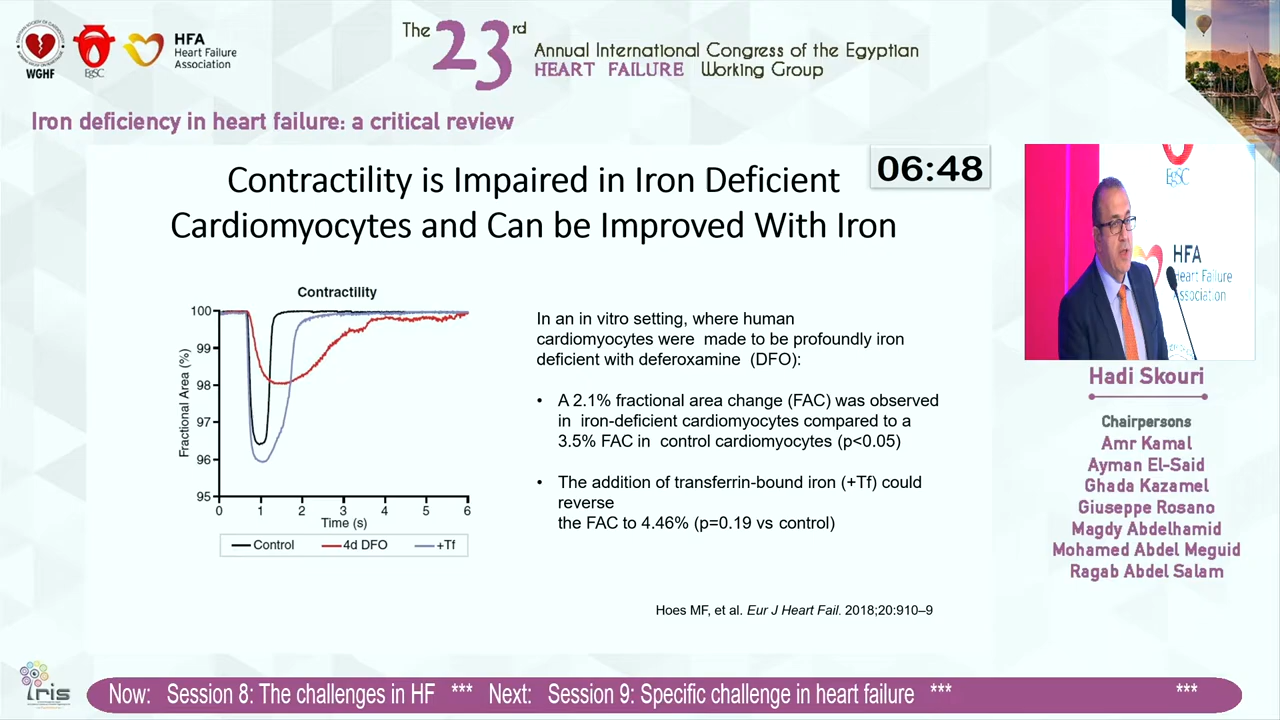 WGHF
EgSC
HFA
Heart Failure
Association
The 23rd
Annual International Congress of the Egyptian
HEART FAILURE Working Group
Iron deficiency in heart failure: a critical review
Contractility is Impaired in Iron Deficient
Cardiomyocytes and Can be Improved With Iron
06:48
Contractility
Fractional Area (%)
100
99
98
97
96
95
0 1 2 3 4 5 6
Time (s)
Control 4d DFO +Tf
In an in vitro setting, where human
cardiomyocytes were made to be profoundly iron
deficient with deferoxamine (DFO):
• A 2.1% fractional area change (FAC) was observed
in iron-deficient cardiomyocytes compared to a
3.5% FAC in control cardiomyocytes (p<0.05)
• The addition of transferrin-bound iron (+Tf) could
reverse
the FAC to 4.46% (p=0.19 vs control)
Hoes MF, et al. Eur J Heart Fail. 2018;20:910–9
EgSC
HFA
Heart Failure
Association
Hadi Skouri
Chairpersons
Amr Kamal
Ayman El-Said
Ghada Kazamel
Giuseppe Rosano
Magdy Abdelhamid
Mohamed Abdel Meguid
Ragab Abdel Salam
iris
Now: Session 8: The challenges in HF *** Next: Session 9: Specific challenge in heart failure *** ***